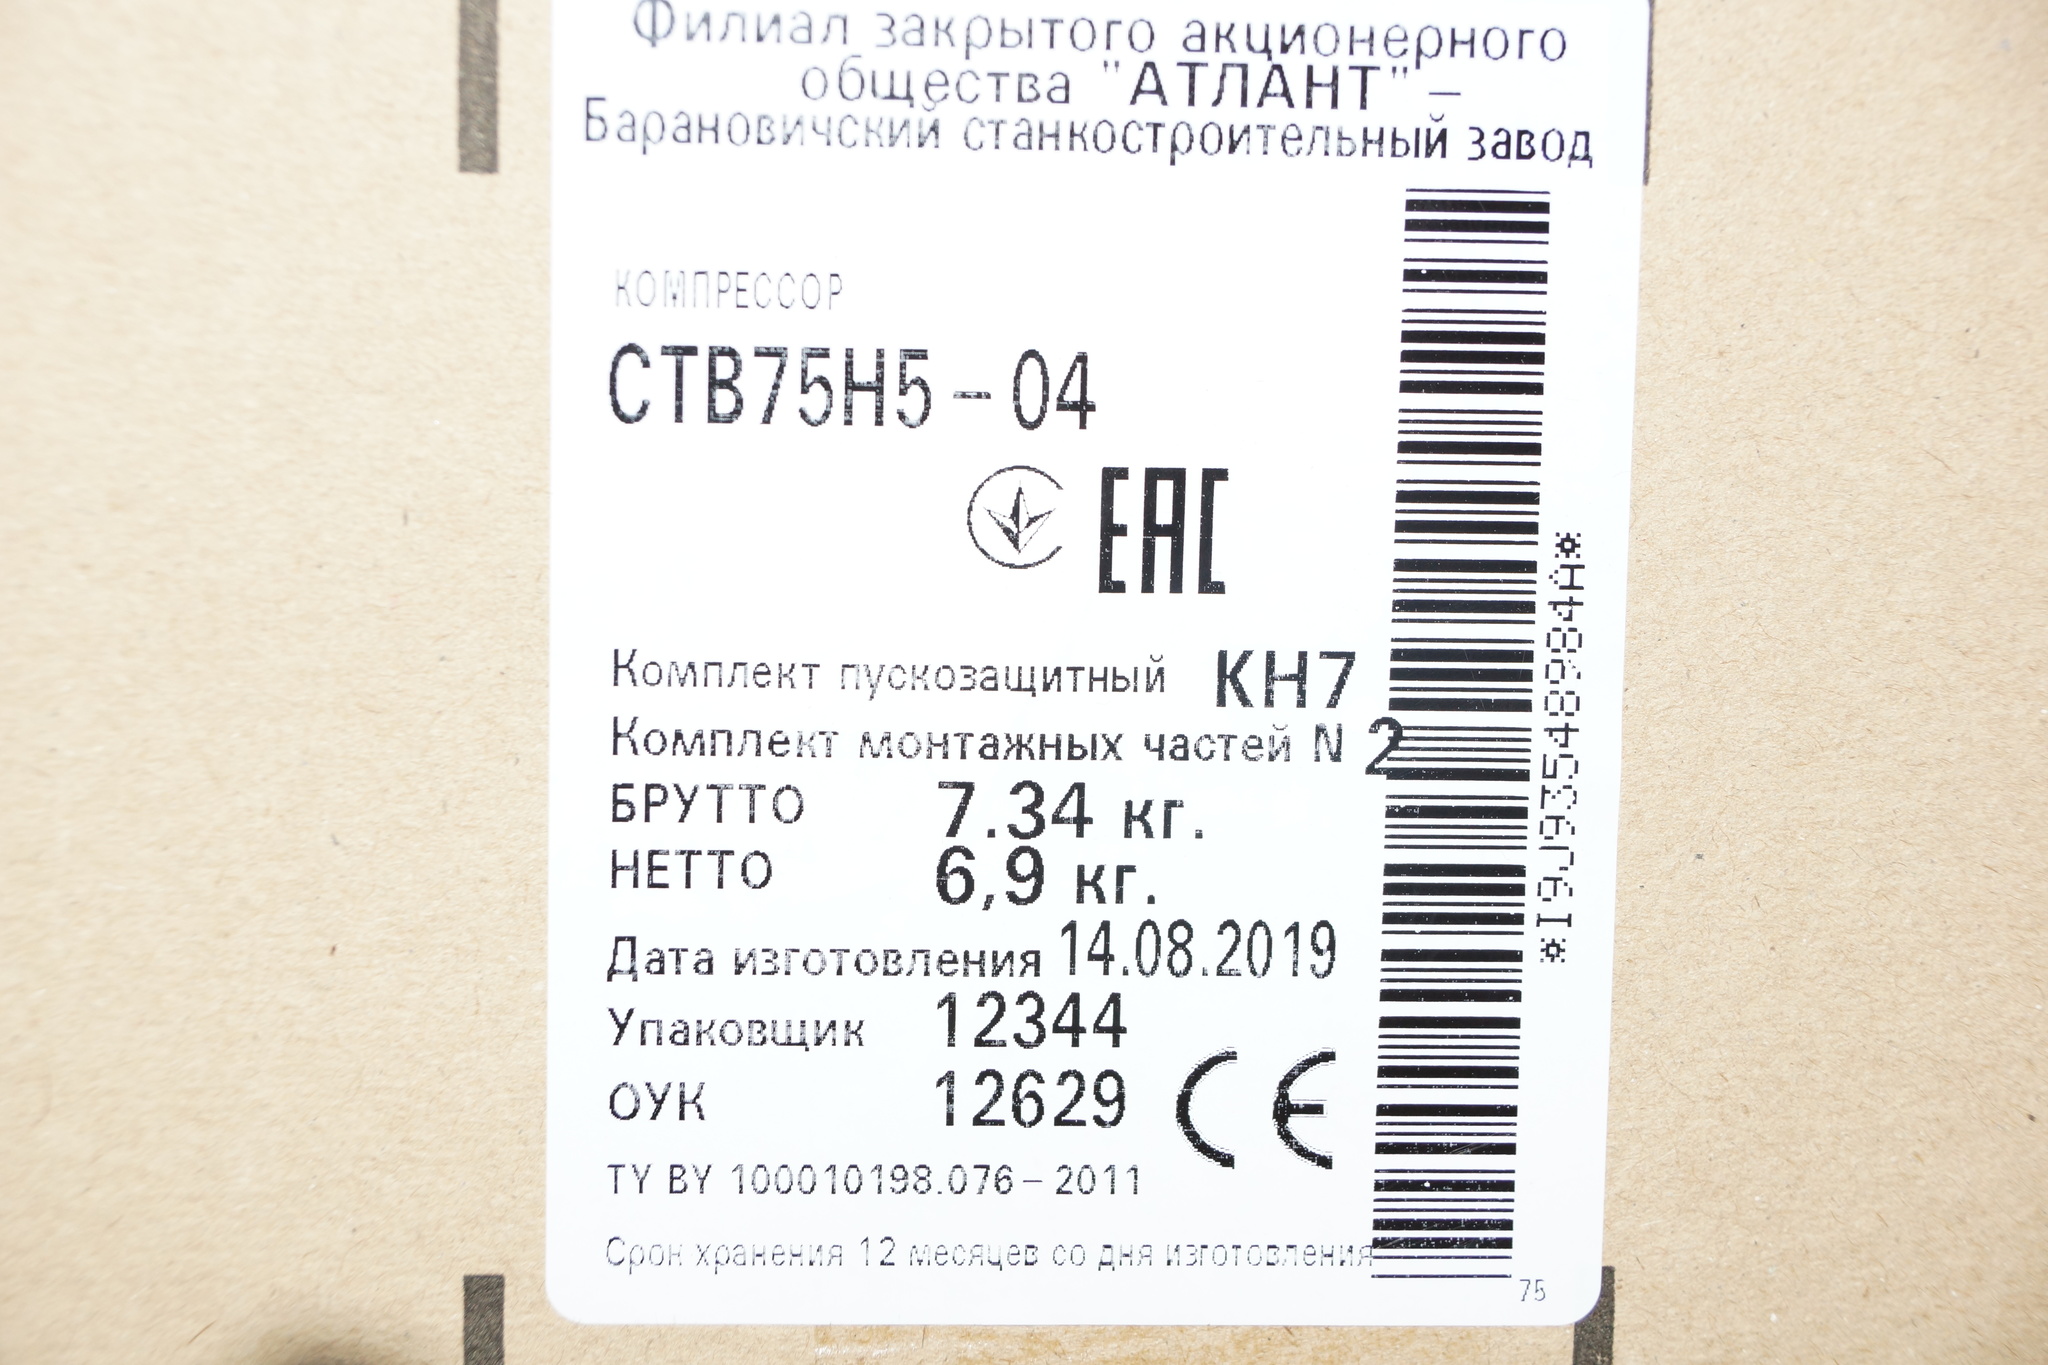 Филиал закрытого акционерного
общества "АТЛАНТ" –
Барановичский станкостроительный завод
КОМПРЕССОР
СТВ75Н5 - 04
EAC
Комплект пускозащитный КН7
Комплект монтажных частей N 2
БРУТТО 7.34 кг.
НЕТТО 6,9 кг.
Дата изготовления 14.08.2019
Упаковщик 12344
ОУК 12629
CE
ТУ BY 100010198.076 – 2011
Срок хранения 12 месяцев со дня изготовления
75
*I9J93548984A*